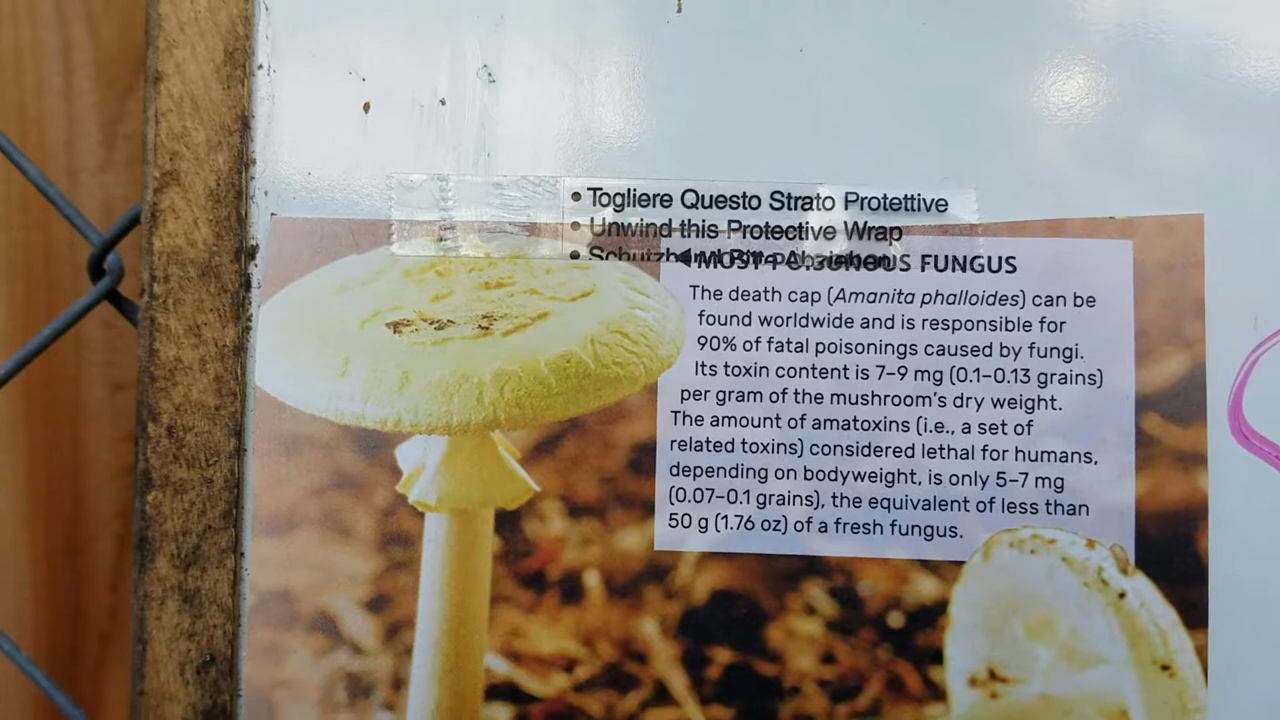 • Togliere Questo Strato Protettive
• Unwind this Protective Wrap
◄ MOST POISONOUS FUNGUS
The death cap (Amanita phalloides) can be
found worldwide and is responsible for
90% of fatal poisonings caused by fungi.
Its toxin content is 7–9 mg (0.1–0.13 grains)
per gram of the mushroom's dry weight.
The amount of amatoxins (i.e., a set of
related toxins) considered lethal for humans,
depending on bodyweight, is only 5–7 mg
(0.07–0.1 grains), the equivalent of less than
50 g (1.76 oz) of a fresh fungus.